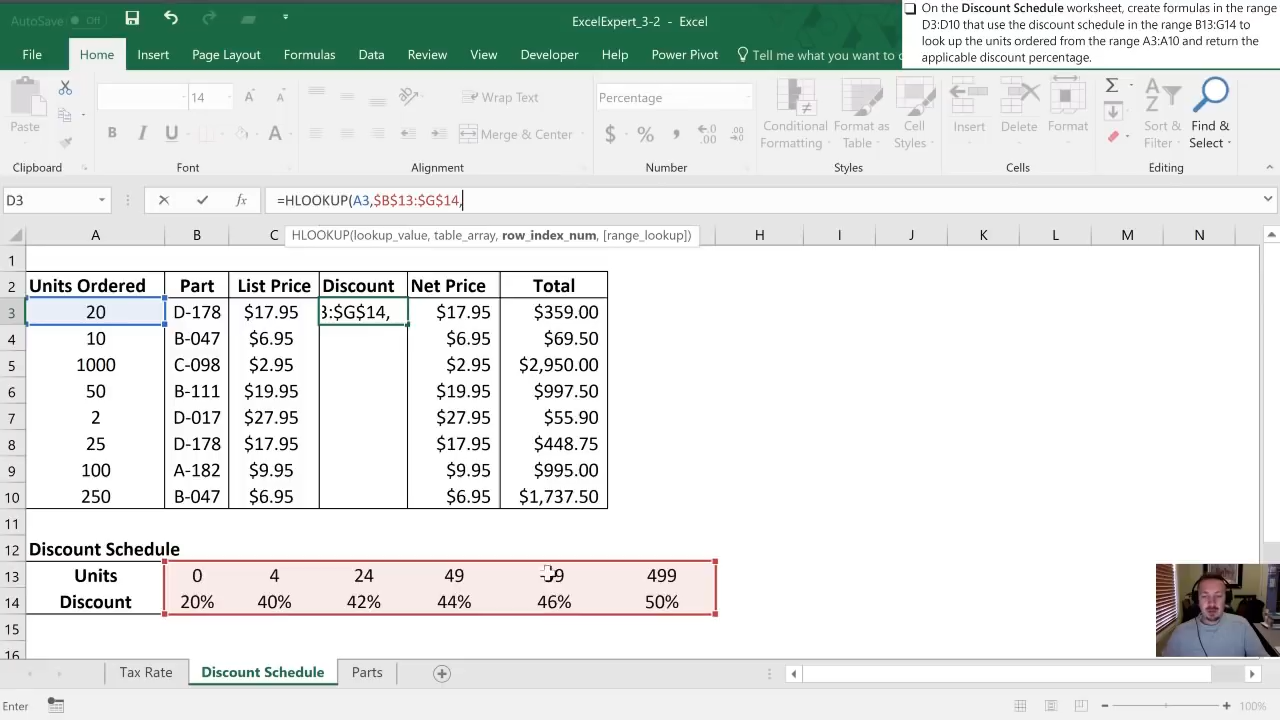 AutoSave Off
ExcelExpert_3-2 - Excel
On the Discount Schedule worksheet, create formulas in the range
D3:D10 that use the discount schedule in the range B13:G14 to
look up the units ordered from the range A3:A10 and return the
applicable discount percentage.
File Home Insert Page Layout Formulas Data Review View Developer Help Power Pivot Tell me what you want to
Paste
14
Wrap Text
Merge & Center
Percentage
Conditional Formatting
Format as Table
Cell Styles
Insert Delete Format
Sort & Filter
Find & Select
Clipboard Font Alignment Number Styles Cells Editing
D3 fx =HLOOKUP(A3,$B$13:$G$14,
HLOOKUP(lookup_value, table_array, row_index_num, [range_lookup])
A B C H I J K L M N
1
2 Units Ordered Part List Price Discount Net Price Total
3 20 D-178 $17.95 3:$G$14, $17.95 $359.00
4 10 B-047 $6.95 $6.95 $69.50
5 1000 C-098 $2.95 $2.95 $2,950.00
6 50 B-111 $19.95 $19.95 $997.50
7 2 D-017 $27.95 $27.95 $55.90
8 25 D-178 $17.95 $17.95 $448.75
9 100 A-182 $9.95 $9.95 $995.00
10 250 B-047 $6.95 $6.95 $1,737.50
11
12 Discount Schedule
13 Units 0 4 24 49 499
14 Discount 20% 40% 42% 44% 46% 50%
15
16
Tax Rate Discount Schedule Parts
Enter
100%